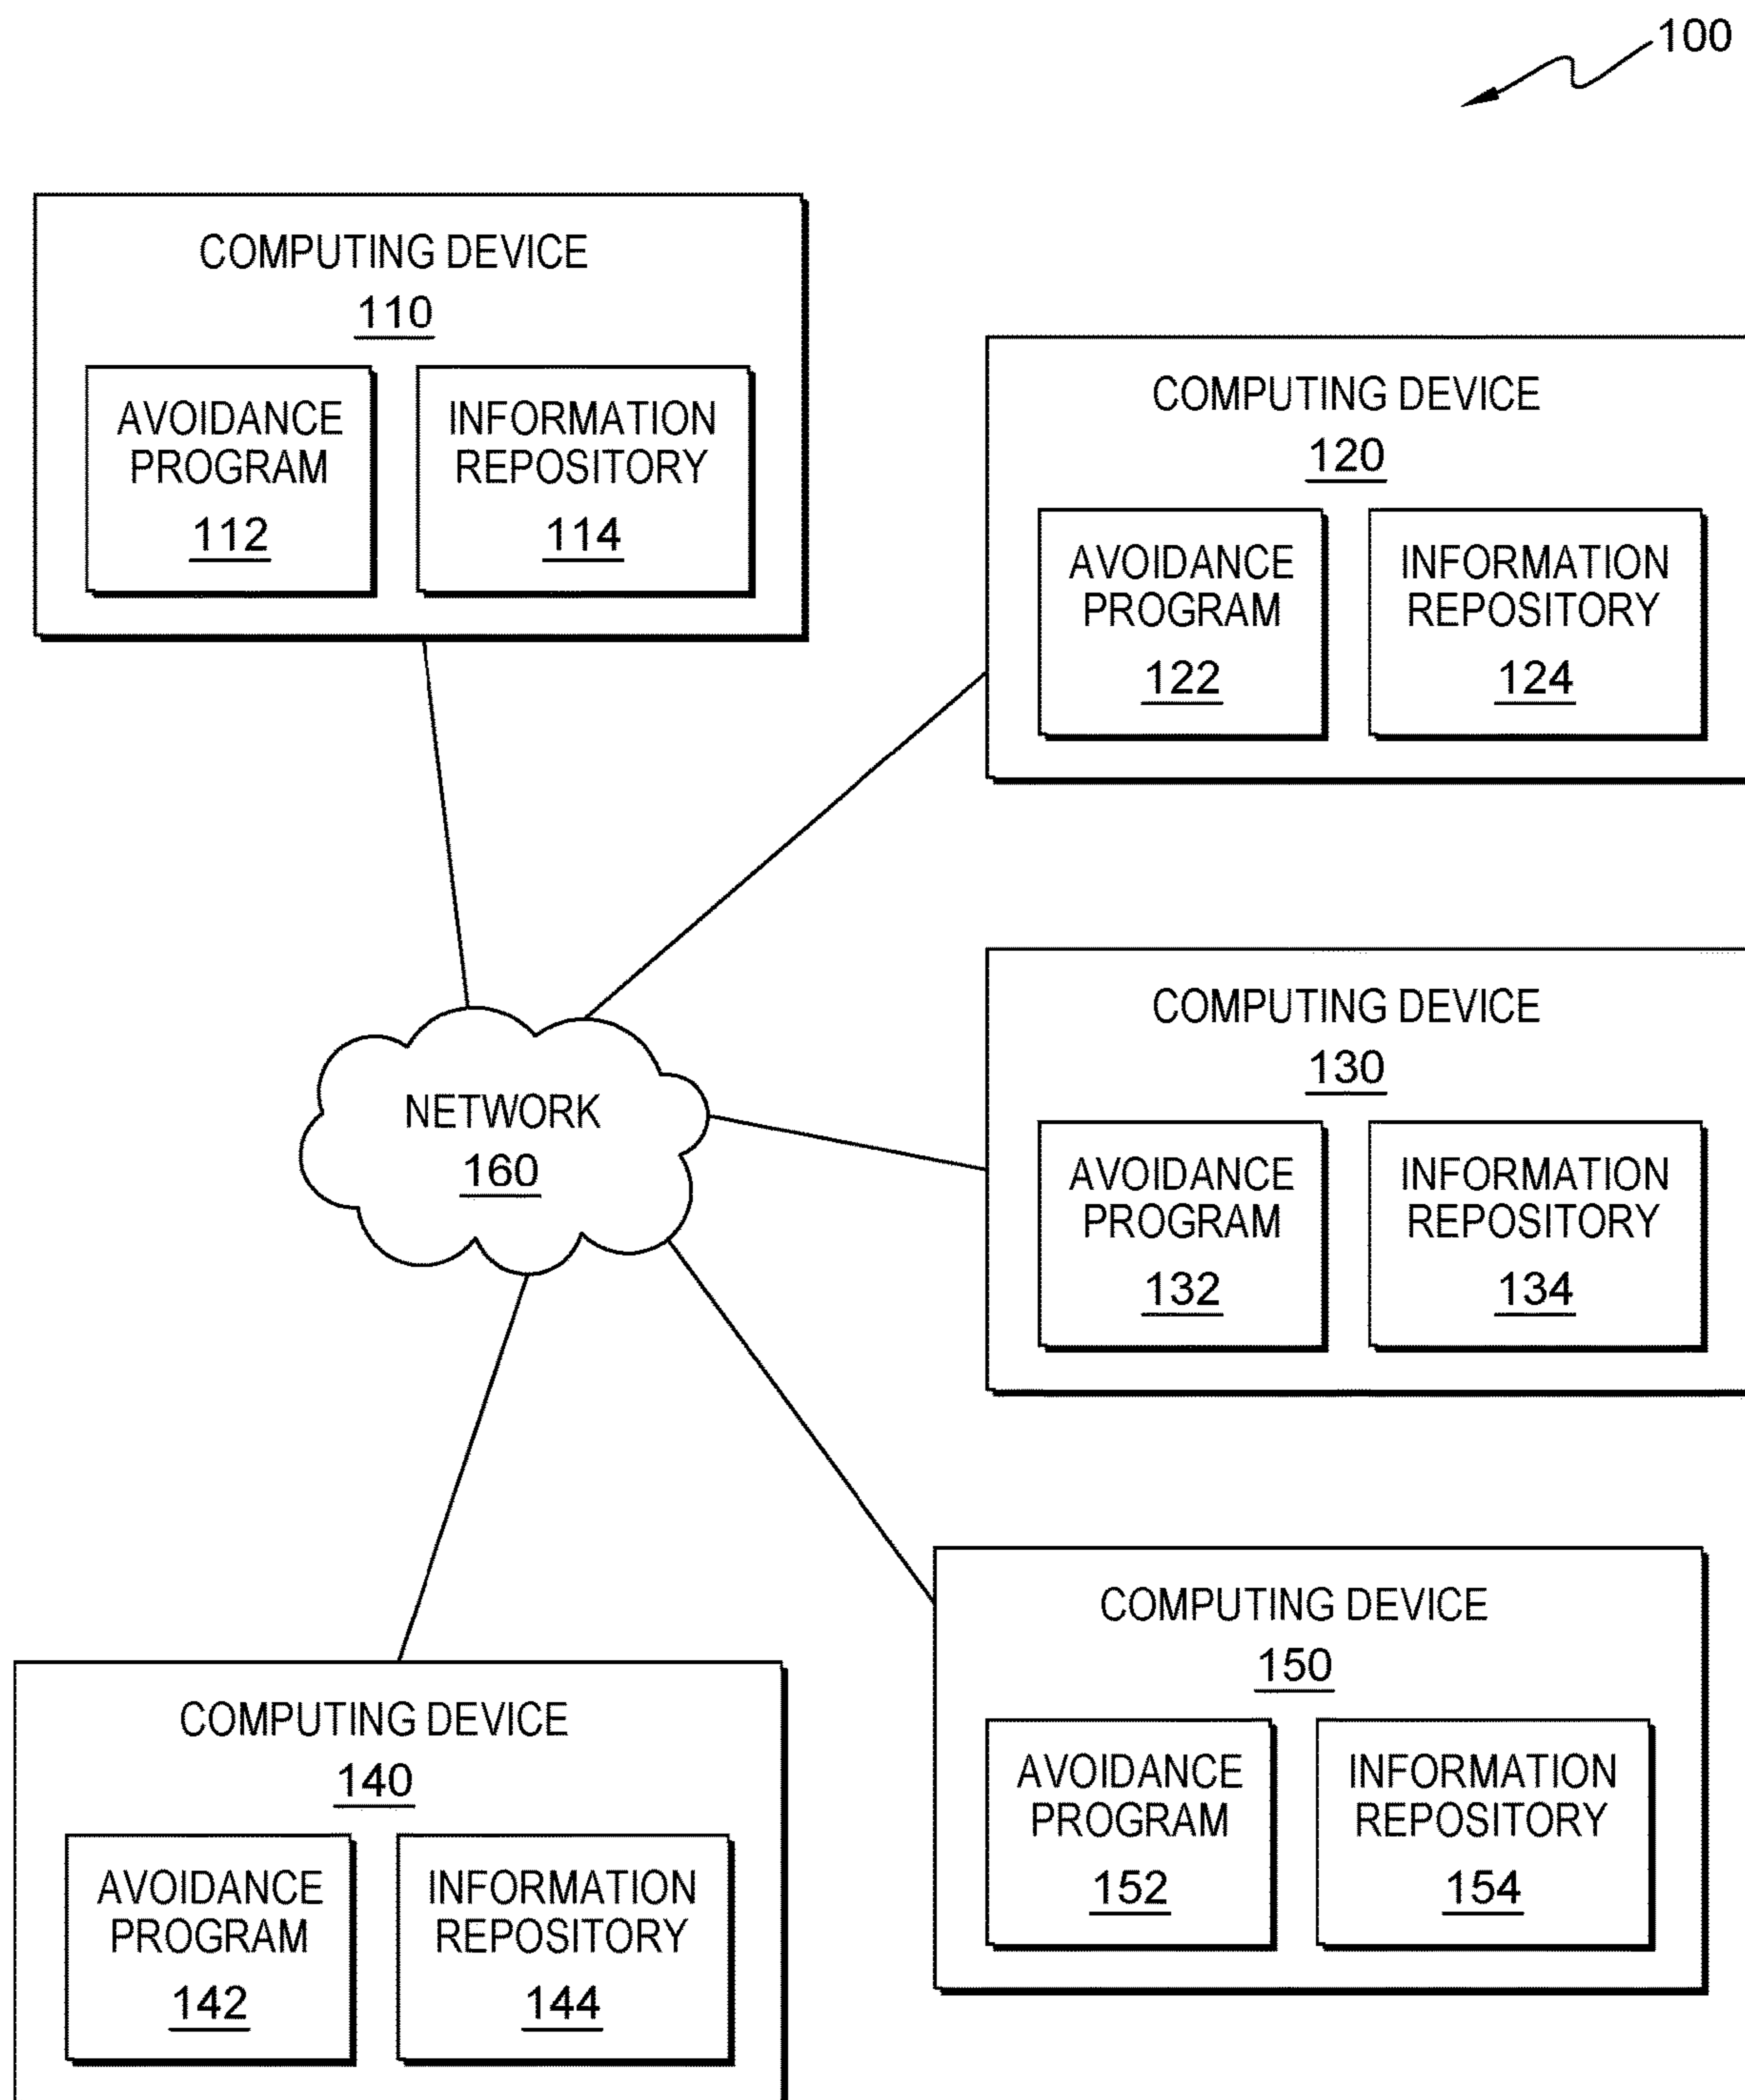 100
COMPUTING DEVICE
110
AVOIDANCE
PROGRAM
112
INFORMATION
REPOSITORY
114
COMPUTING DEVICE
120
AVOIDANCE
PROGRAM
122
INFORMATION
REPOSITORY
124
NETWORK
160
COMPUTING DEVICE
130
AVOIDANCE
PROGRAM
132
INFORMATION
REPOSITORY
134
COMPUTING DEVICE
150
AVOIDANCE
PROGRAM
152
INFORMATION
REPOSITORY
154
COMPUTING DEVICE
140
AVOIDANCE
PROGRAM
142
INFORMATION
REPOSITORY
144